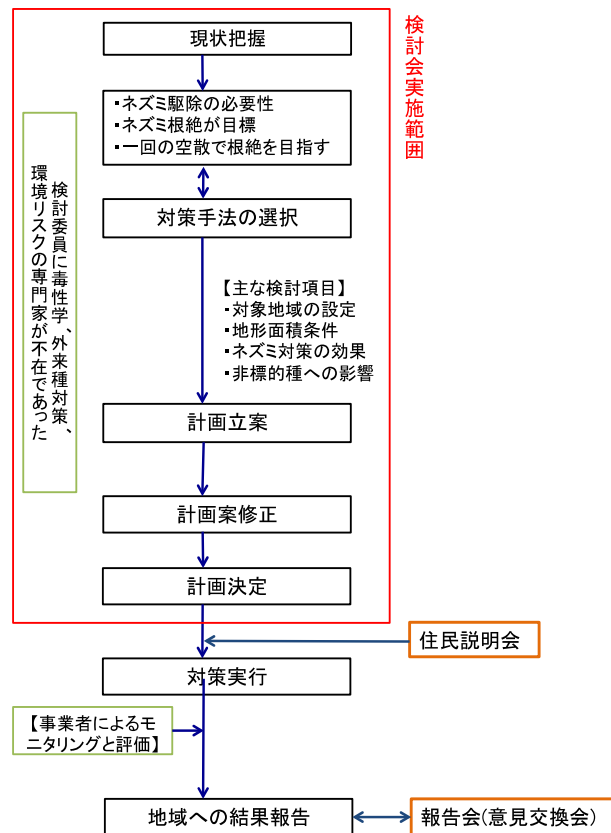 現状把握
検討会実施範囲
・ネズミ駆除の必要性
・ネズミ根絶が目標
・一回の空散で根絶を目指す
検討委員に毒性学、外来種対策、
環境リスクの専門家が不在であった
対策手法の選択
【主な検討項目】
・対象地域の設定
・地形面積条件
・ネズミ対策の効果
・非標的種への影響
計画立案
計画案修正
計画決定
住民説明会
対策実行
【事業者によるモ
ニタリングと評価】
地域への結果報告
報告会(意見交換会)